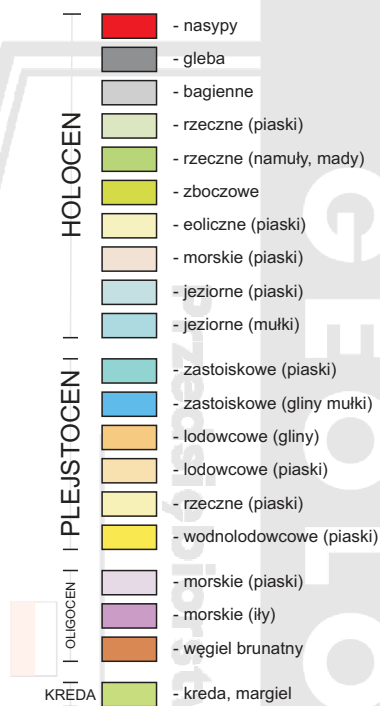 HOLOCEN
- nasypy
- gleba
- bagienne
- rzeczne (piaski)
- rzeczne (namuły, mady)
- zboczowe
- eoliczne (piaski)
- morskie (piaski)
- jeziorne (piaski)
- jeziorne (mułki)
PLEJSTOCEN
- zastoiskowe (piaski)
- zastoiskowe (gliny mułki)
- lodowcowe (gliny)
- lodowcowe (piaski)
- rzeczne (piaski)
- wodnolodowcowe (piaski)
OLIGOCEN
- morskie (piaski)
- morskie (iły)
- węgiel brunatny
KREDA
- kreda, margiel
GEOLO
przedsiębiorst